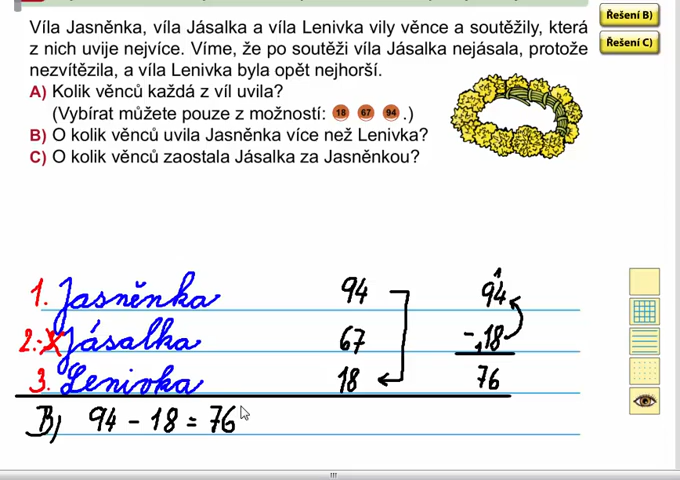 Řešení B)
Řešení C)
Víla Jasněnka, víla Jásalka a víla Lenivka vily věnce a soutěžily, která
z nich uvije nejvíce. Víme, že po soutěži víla Jásalka nejásala, protože
nezvítězila, a víla Lenivka byla opět nejhorší.
A) Kolik věnců každá z víl uvila?
(Vybírat můžete pouze z možností: 18 67 94 .)
B) O kolik věnců uvila Jasněnka více než Lenivka?
C) O kolik věnců zaostala Jásalka za Jasněnkou?
1. Jasněnka 94 94
2. Jásalka 67 - 18
3. Lenivka 18 76
B) 94 - 18 = 76